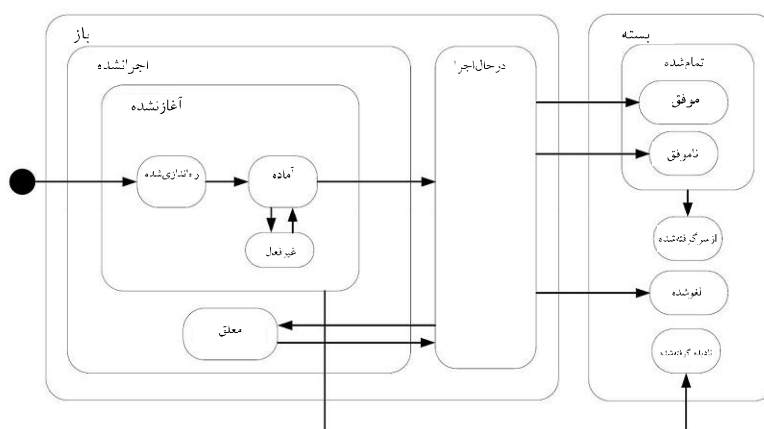 باز
بسته
اجرانشده
درحال‌اجرا
تمام‌شده
آغازنشده
موفق
ناموفق
راه‌اندازی‌شده
آماده
غیرفعال
ازسرگرفته‌شده
لغوشده
معلق
نادیده گرفته‌شده